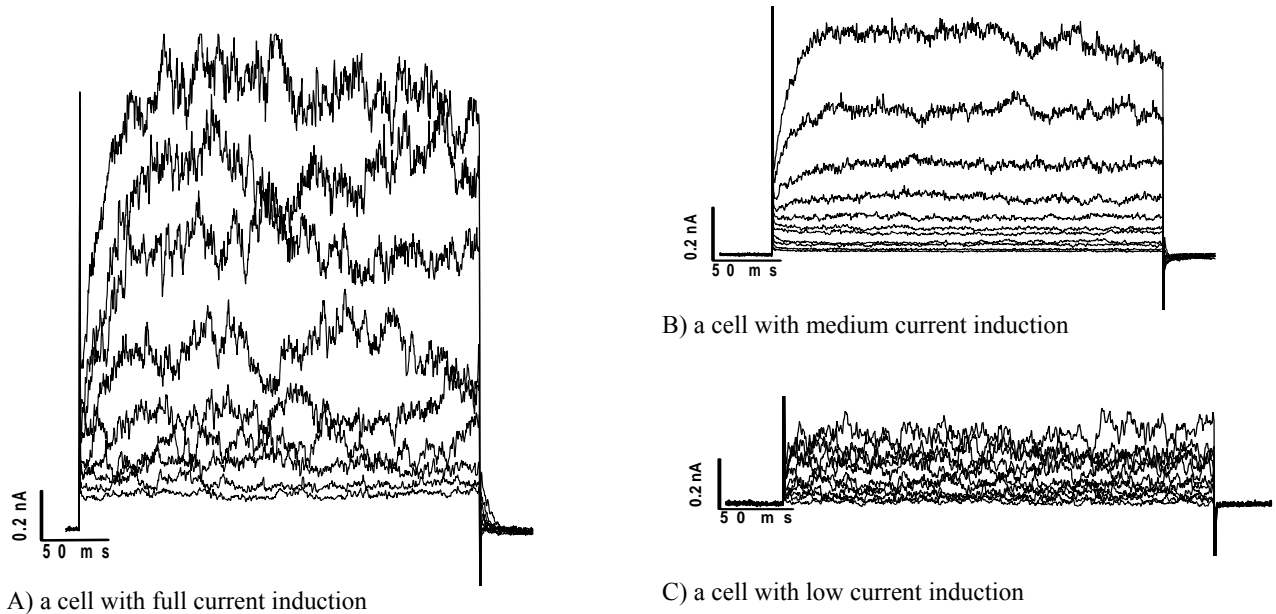 0.2 nA
50 ms
A) a cell with full current induction
0.2 nA
50 ms
B) a cell with medium current induction
0.2 nA
50 ms
C) a cell with low current induction